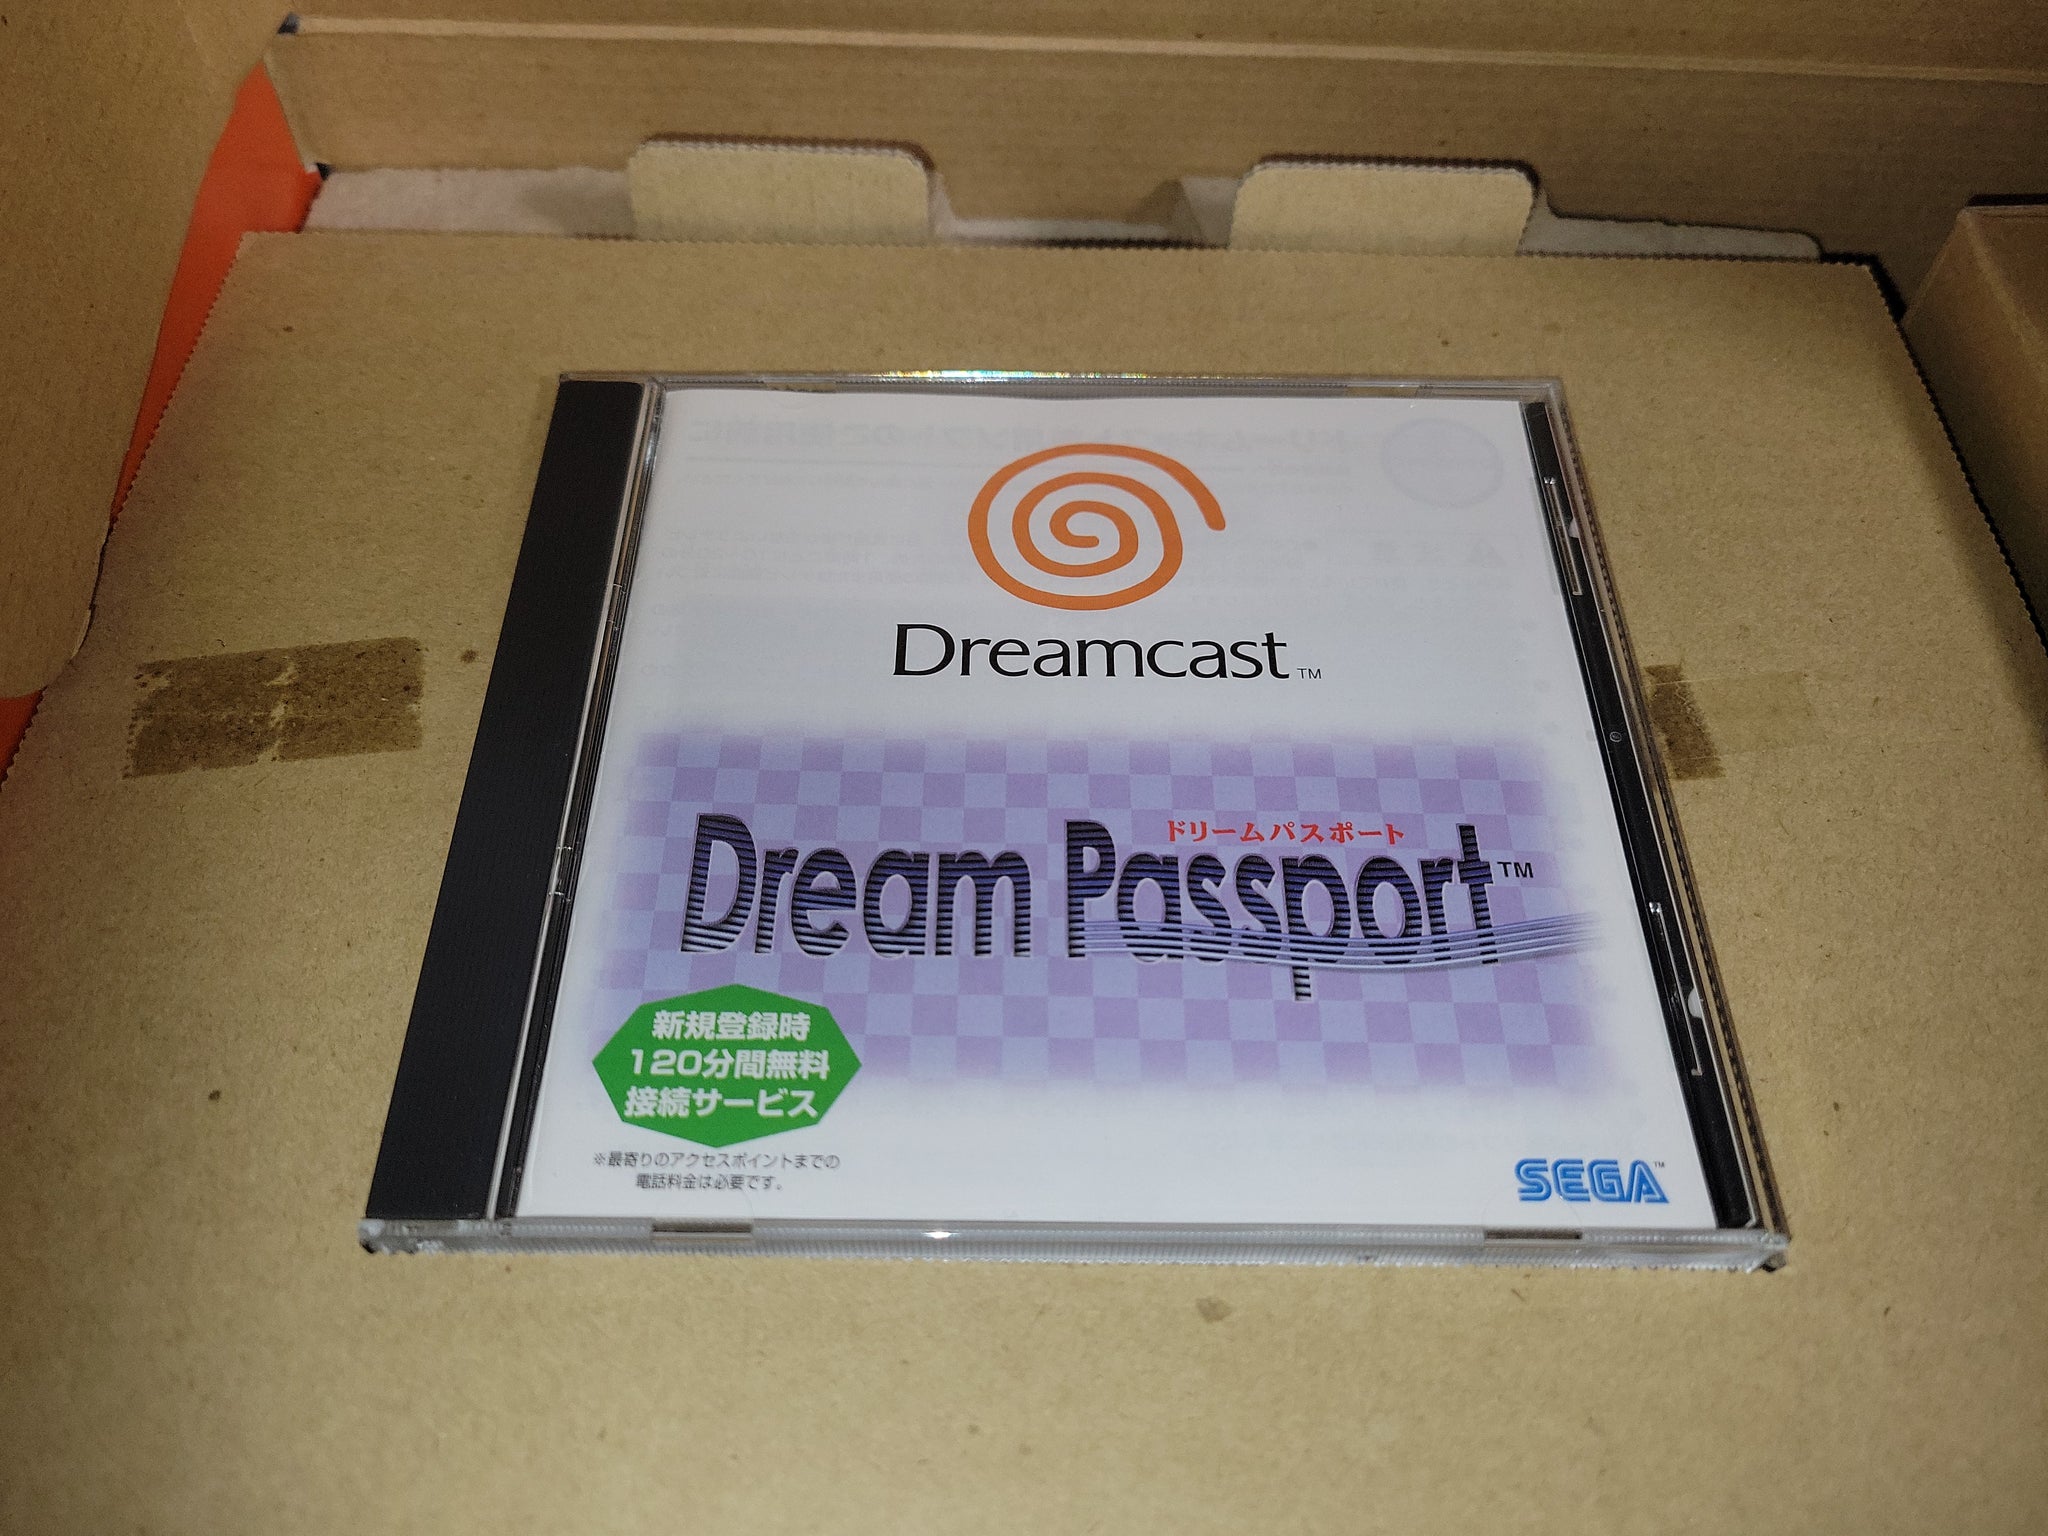 Dreamcast™
ドリームパスポート
Dream Passport™
新規登録時
120分間無料
接続サービス
※最寄りのアクセスポイントまでの
電話料金は必要です。
SEGA™